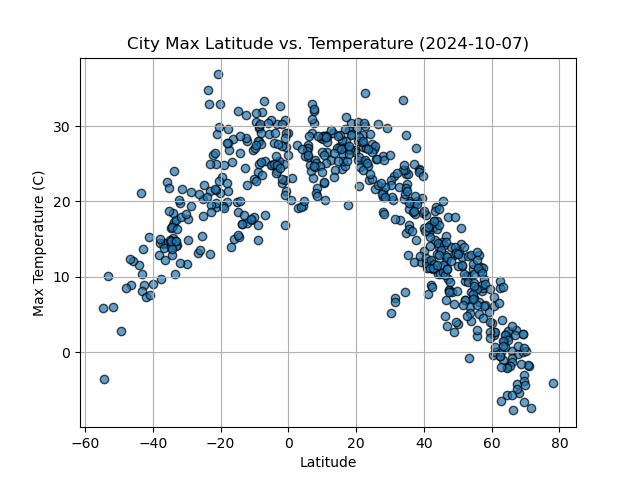 City Max Latitude vs. Temperature (2024-10-07)
30
20
10
0
Max Temperature (C)
−60 −40 −20 0 20 40 60 80
Latitude